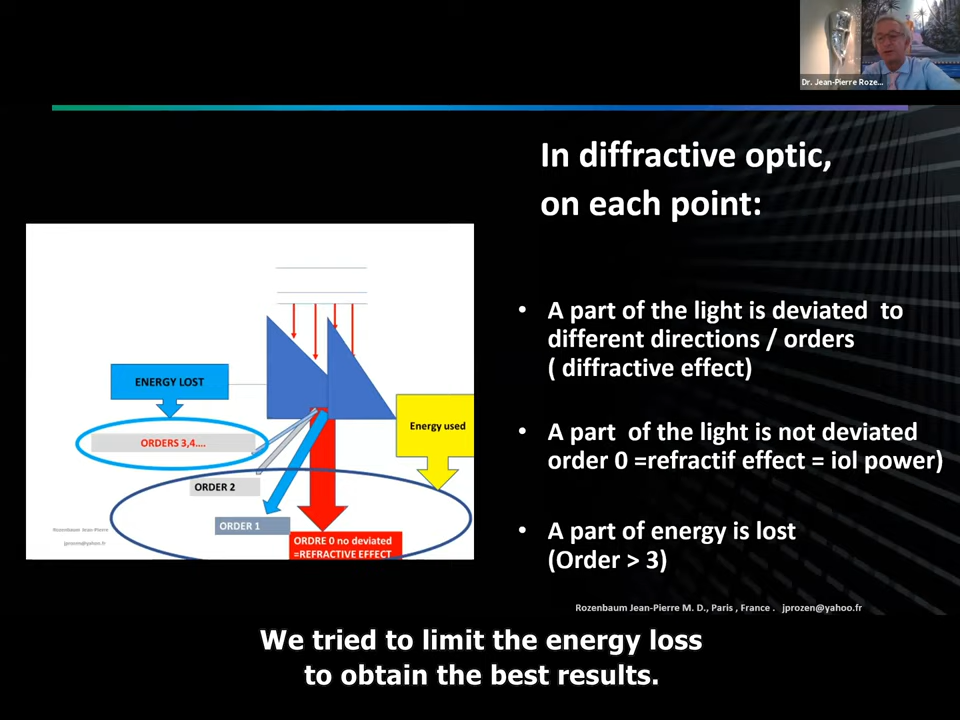 Dr. Jean-Pierre Roze...
In diffractive optic,
on each point:
ENERGY LOST
ORDERS 3,4....
Energy used
ORDER 2
ORDER 1
ORDRE 0 no deviated
=REFRACTIVE EFFECT
Rozenbaum Jean-Pierre
jprozen@yahoo.fr
• A part of the light is deviated to
different directions / orders
( diffractive effect)
• A part of the light is not deviated
order 0 =refractif effect = iol power)
• A part of energy is lost
(Order > 3)
Rozenbaum Jean-Pierre M. D., Paris , France . jprozen@yahoo.fr
We tried to limit the energy loss
to obtain the best results.